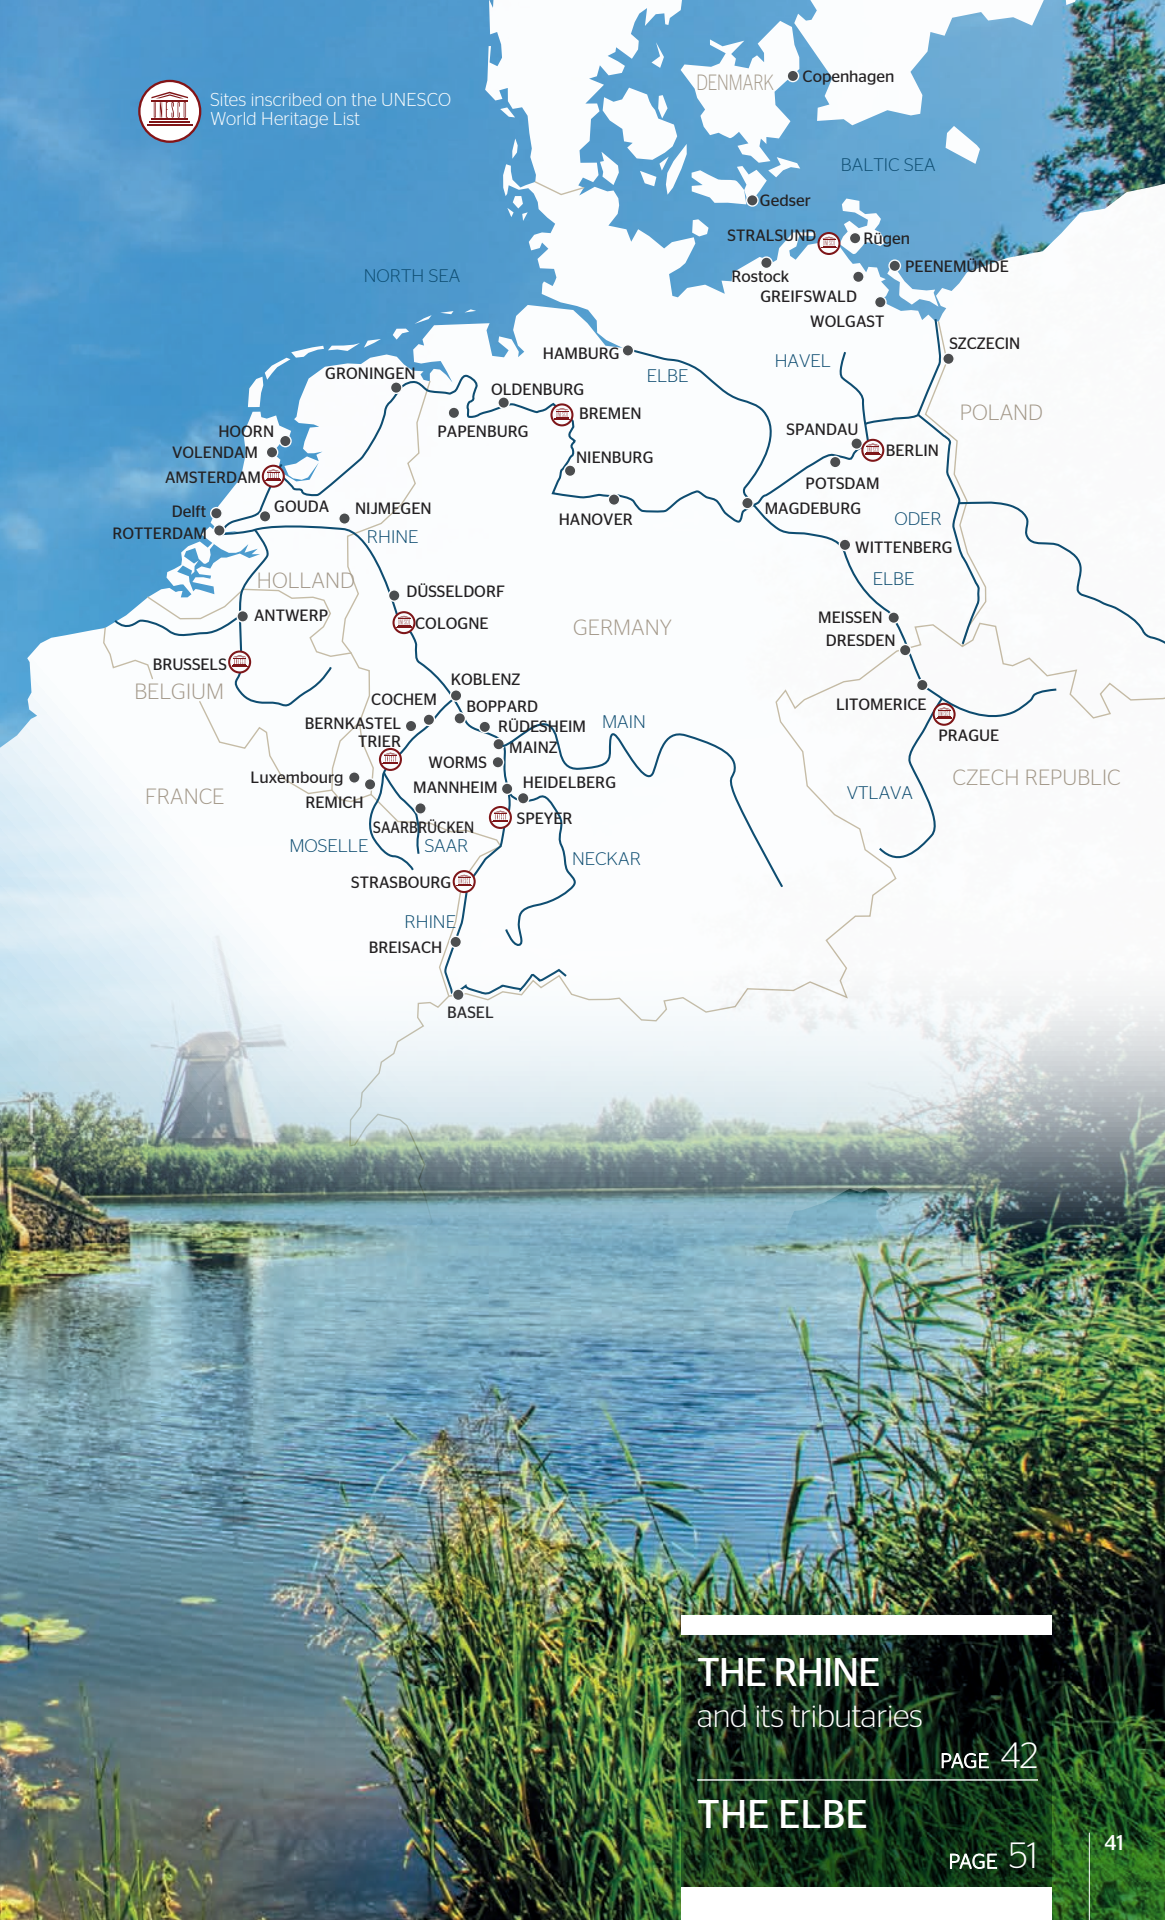 Sites inscribed on the UNESCO
World Heritage List
DENMARK
Copenhagen
BALTIC SEA
Gedser
STRALSUND
Rügen
NORTH SEA
Rostock
PEENEMÜNDE
GREIFSWALD
WOLGAST
HAMBURG
ELBE
HAVEL
SZCZECIN
GRONINGEN
OLDENBURG
BREMEN
POLAND
PAPENBURG
HOORN
VOLENDAM
SPANDAU
BERLIN
NIENBURG
AMSTERDAM
POTSDAM
Delft
GOUDA
NIJMEGEN
HANOVER
MAGDEBURG
ODER
ROTTERDAM
RHINE
WITTENBERG
HOLLAND
DÜSSELDORF
ELBE
ANTWERP
COLOGNE
GERMANY
MEISSEN
DRESDEN
BRUSSELS
BELGIUM
KOBLENZ
COCHEM
BOPPARD
LITOMERICE
BERNKASTEL
RÜDESHEIM
MAIN
TRIER
MAINZ
PRAGUE
WORMS
Luxembourg
MANNHEIM
HEIDELBERG
CZECH REPUBLIC
FRANCE
REMICH
VTLAVA
SAARBRÜCKEN
SPEYER
MOSELLE
SAAR
NECKAR
STRASBOURG
RHINE
BREISACH
BASEL
THE RHINE
and its tributaries
PAGE 42
THE ELBE
PAGE 51
41